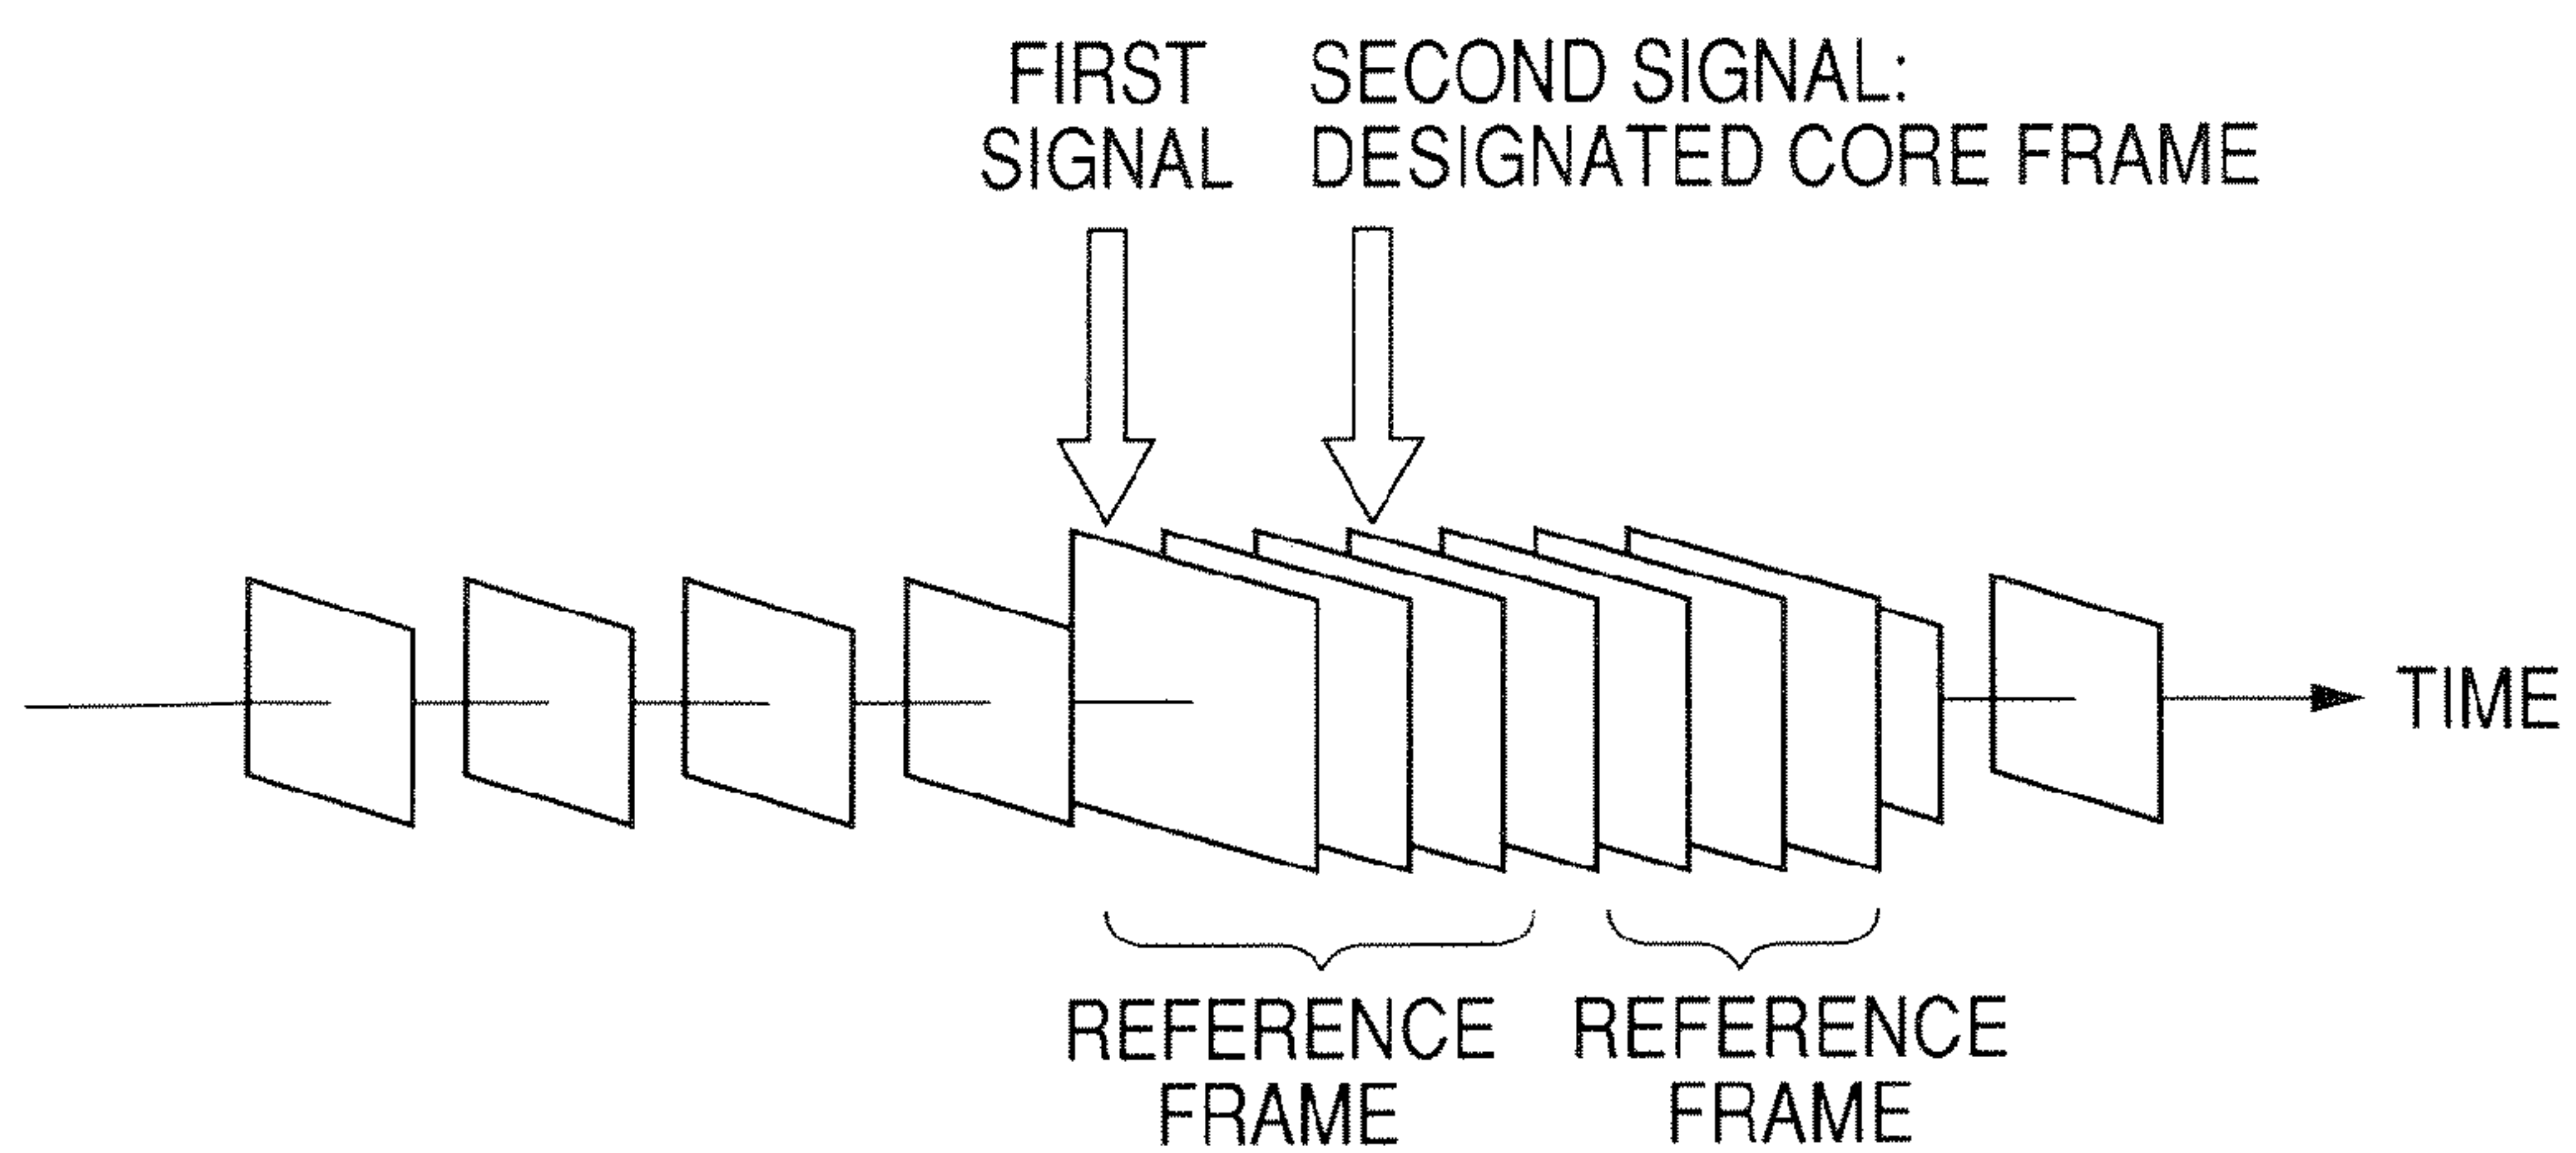 FIRST
SIGNAL
SECOND SIGNAL:
DESIGNATED CORE FRAME
TIME
REFERENCE
FRAME
REFERENCE
FRAME